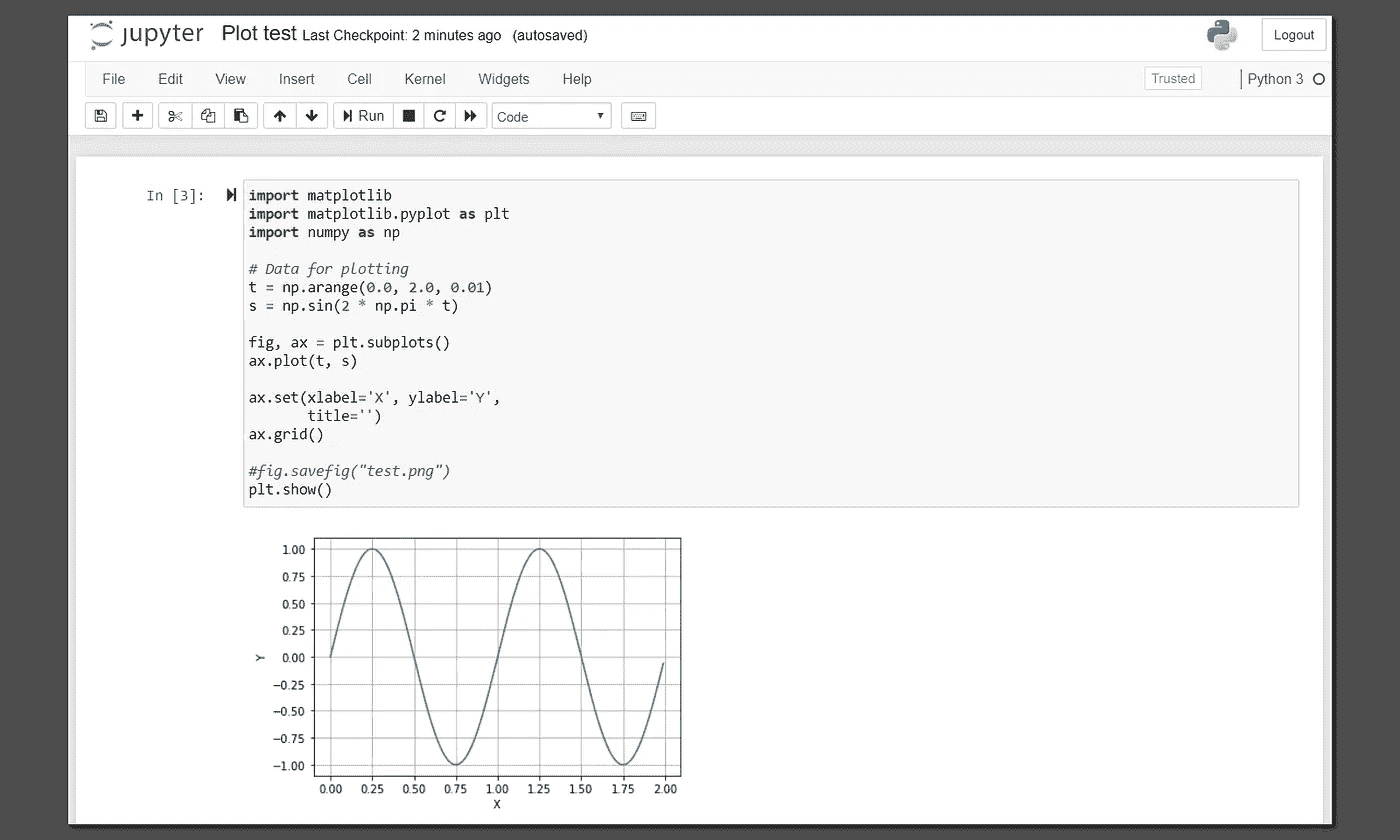 jupyter Plot test Last Checkpoint: 2 minutes ago (autosaved) Logout
File Edit View Insert Cell Kernel Widgets Help Trusted Python 3
Run Code
In [3]: import matplotlib
import matplotlib.pyplot as plt
import numpy as np
# Data for plotting
t = np.arange(0.0, 2.0, 0.01)
s = np.sin(2 * np.pi * t)
fig, ax = plt.subplots()
ax.plot(t, s)
ax.set(xlabel='X', ylabel='Y',
       title='')
ax.grid()
#fig.savefig("test.png")
plt.show()
1.00
0.75
0.50
0.25
Y 0.00
−0.25
−0.50
−0.75
−1.00
0.00 0.25 0.50 0.75 1.00 1.25 1.50 1.75 2.00
X